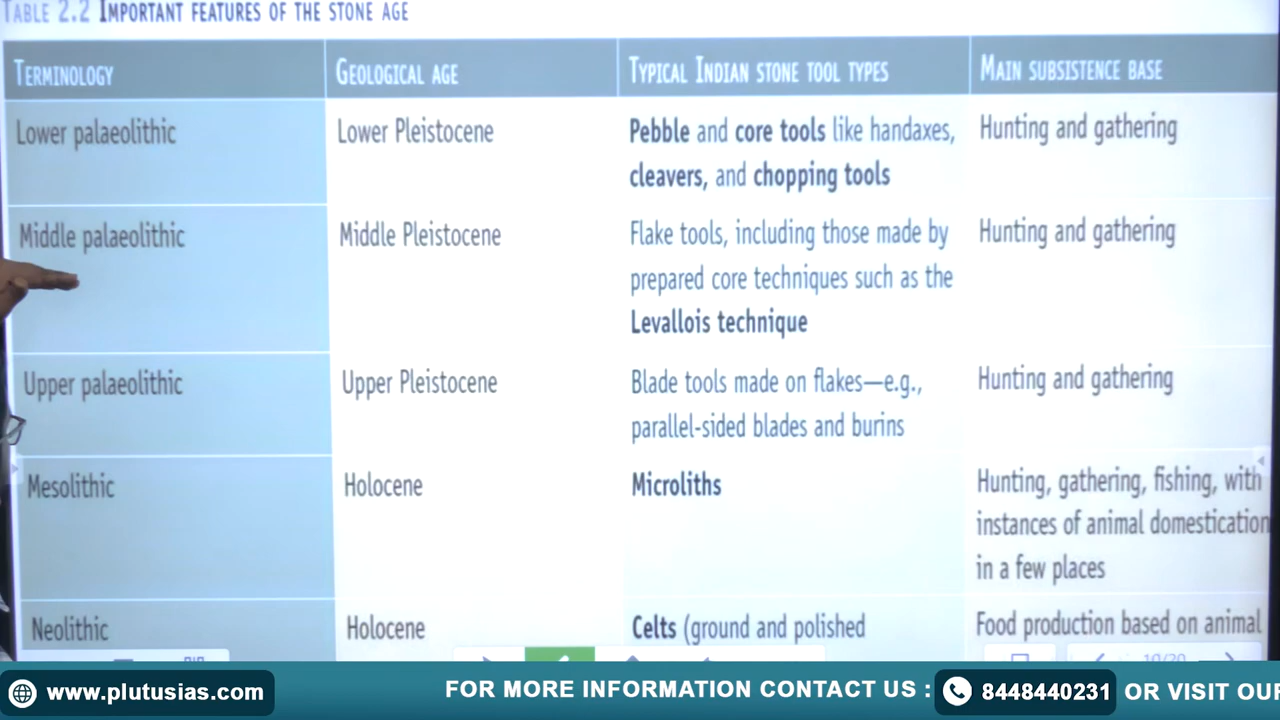 TABLE 2.2 IMPORTANT FEATURES OF THE STONE AGE
TERMINOLOGY
GEOLOGICAL AGE
TYPICAL INDIAN STONE TOOL TYPES
MAIN SUBSISTENCE BASE
Lower palaeolithic
Lower Pleistocene
Pebble and core tools like handaxes,
cleavers, and chopping tools
Hunting and gathering
Middle palaeolithic
Middle Pleistocene
Flake tools, including those made by
prepared core techniques such as the
Levallois technique
Hunting and gathering
Upper palaeolithic
Upper Pleistocene
Blade tools made on flakes—e.g.,
parallel-sided blades and burins
Hunting and gathering
Mesolithic
Holocene
Microliths
Hunting, gathering, fishing, with
instances of animal domestication
in a few places
Neolithic
Holocene
Celts (ground and polished
Food production based on animal
www.plutusias.com
FOR MORE INFORMATION CONTACT US :
8448440231
OR VISIT OUR